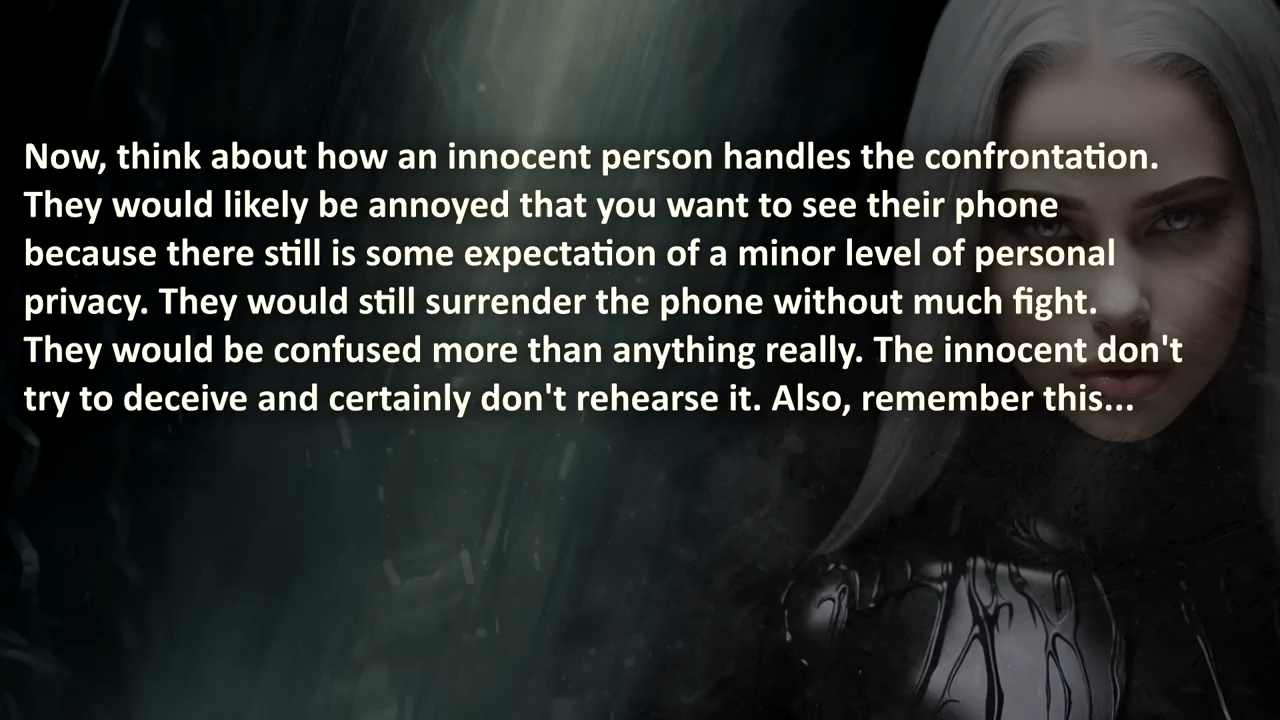 Now, think about how an innocent person handles the confrontation.
They would likely be annoyed that you want to see their phone
because there still is some expectation of a minor level of personal
privacy. They would still surrender the phone without much fight.
They would be confused more than anything really. The innocent don't
try to deceive and certainly don't rehearse it. Also, remember this...